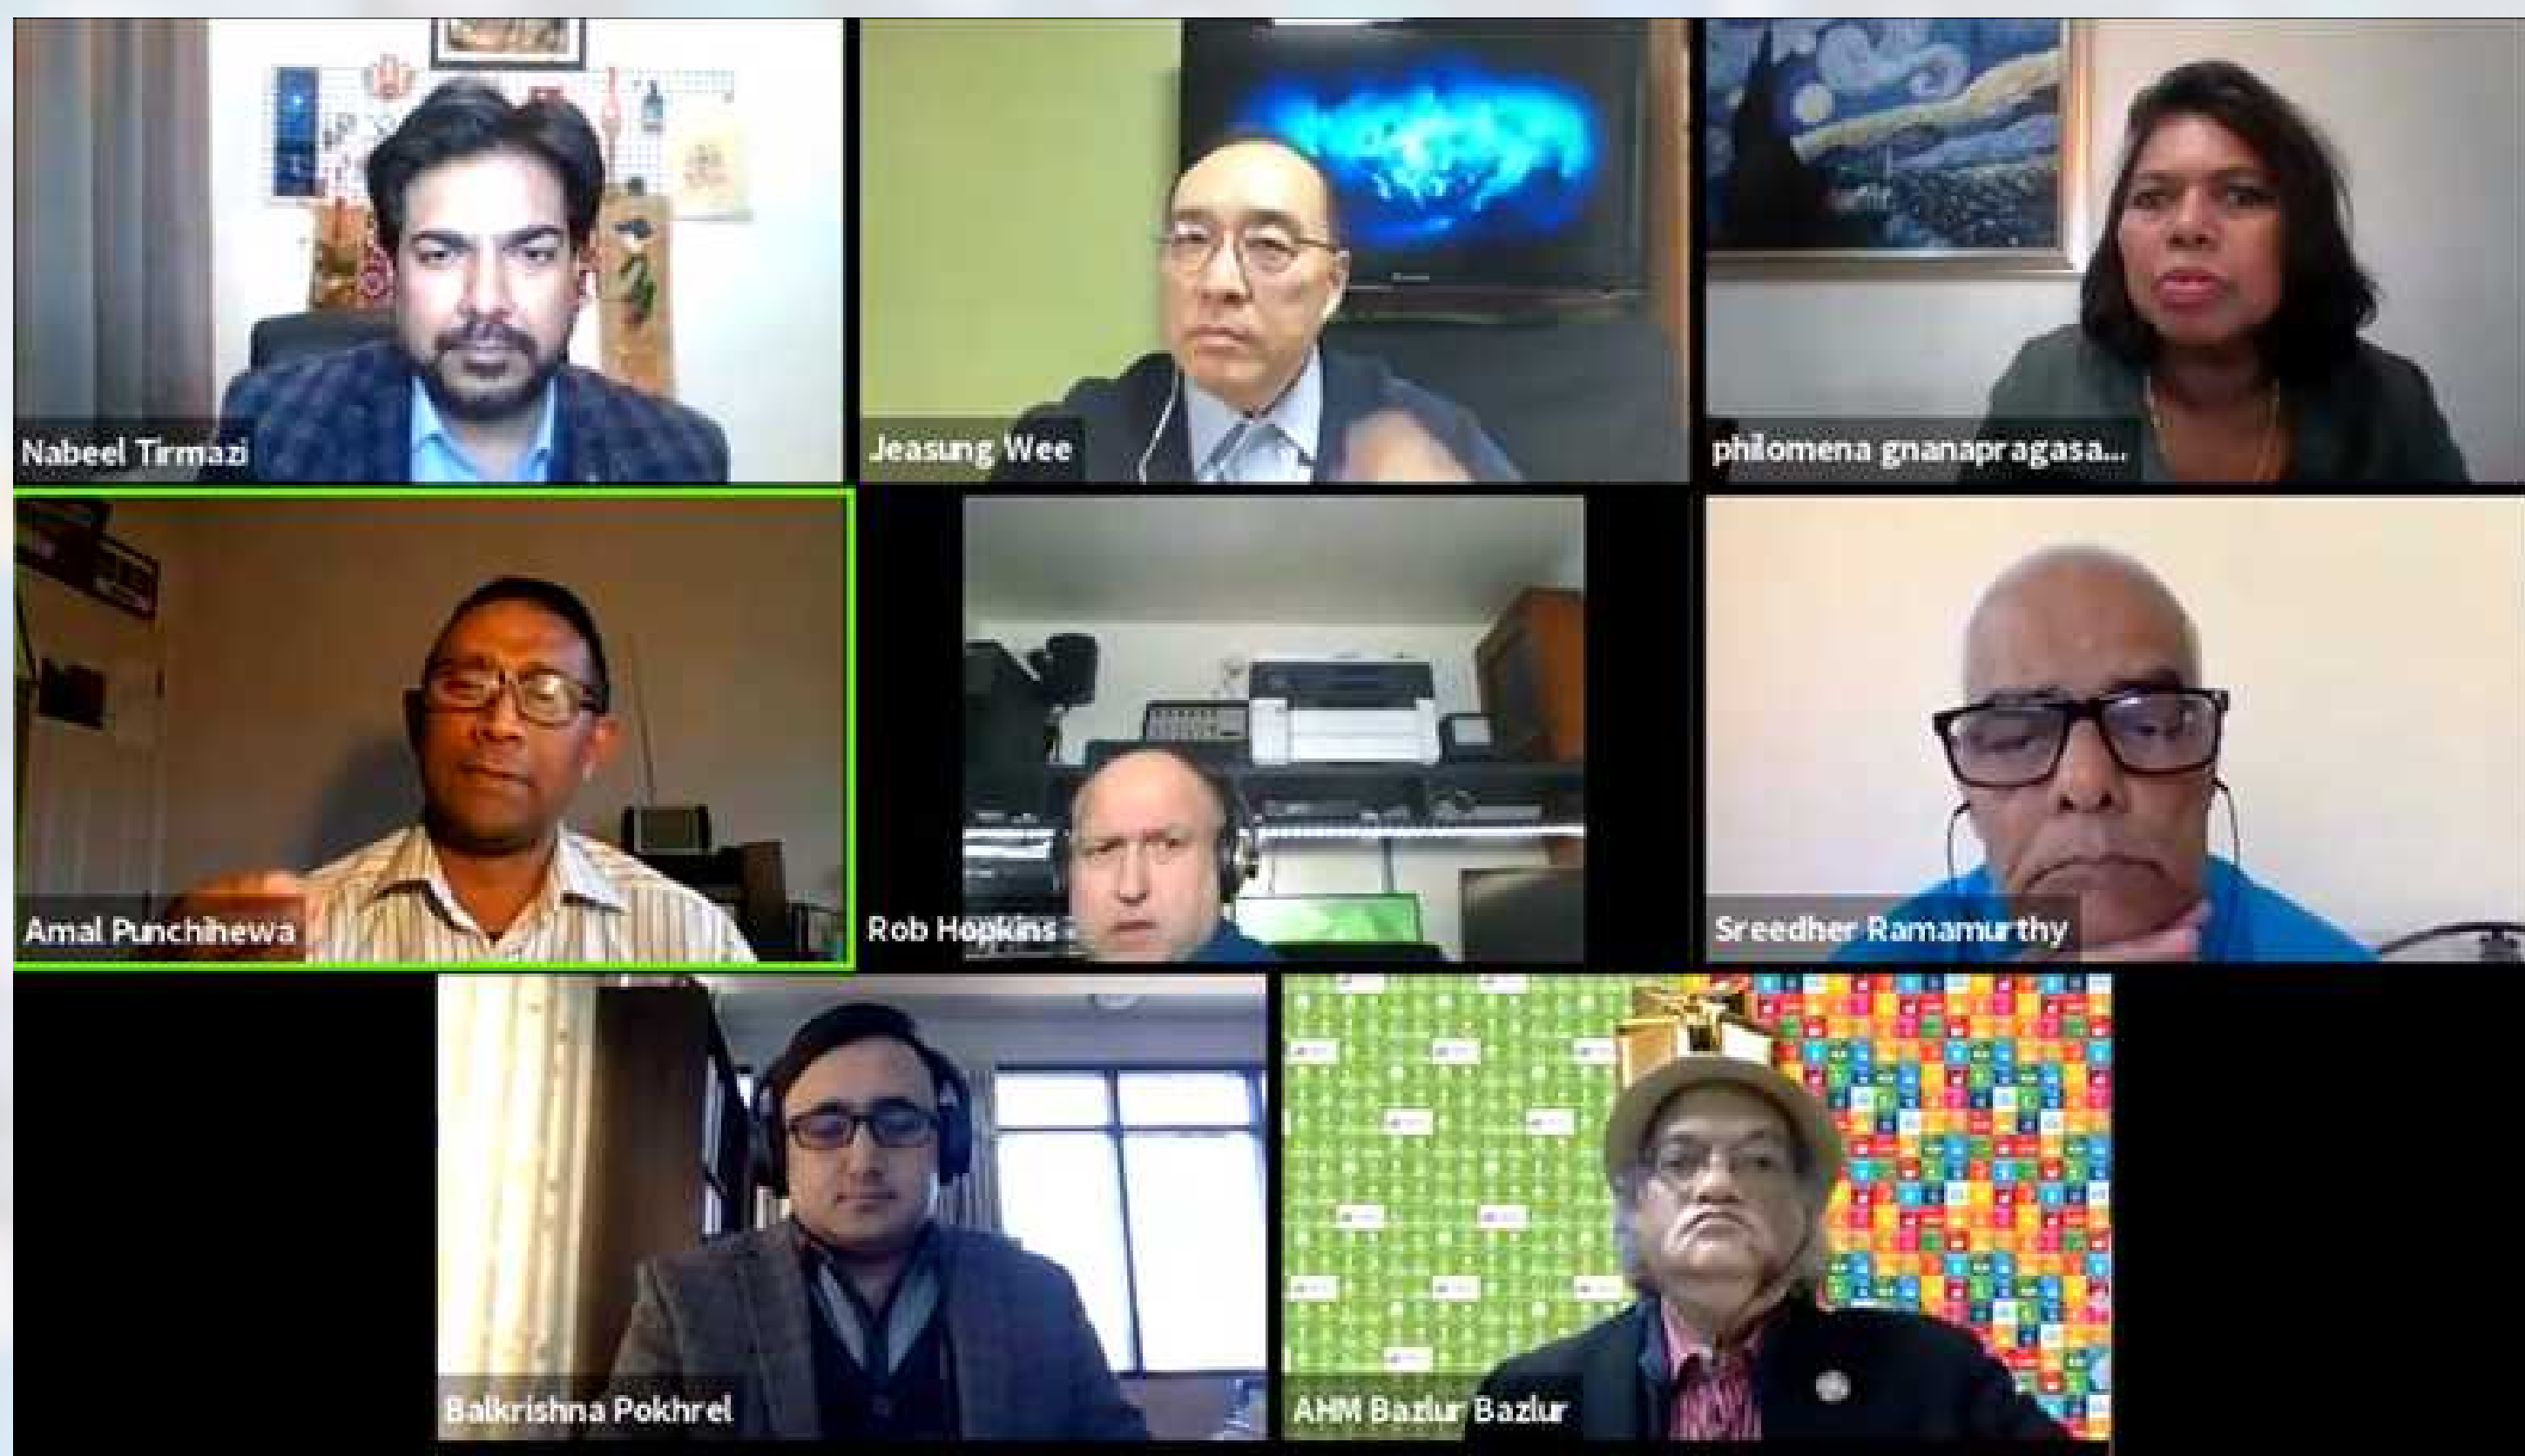 Nabeel Tirmazi
Jeasung Wee
philomena gnanapragasa...
Amal Punchihewa
Rob Hopkins
Sreedher Ramamurthy
Balkrishna Pokhrel
AHM Bazlur Bazlur